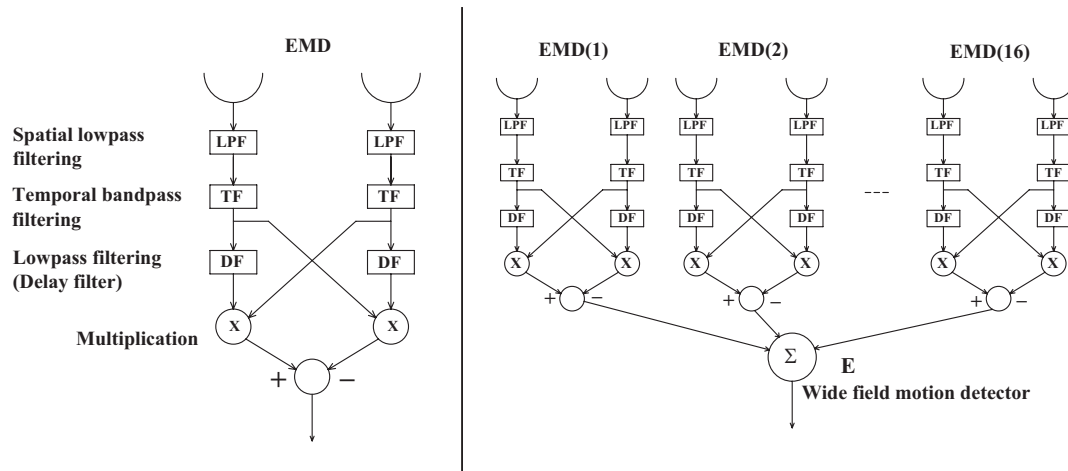 EMD
Spatial lowpass
filtering
LPF LPF
Temporal bandpass
filtering
TF TF
Lowpass filtering
(Delay filter)
DF DF
Multiplication
X X
+ −
EMD(1) EMD(2) EMD(16)
LPF LPF LPF LPF LPF LPF
TF TF TF TF TF TF
---
DF DF DF DF DF DF
X X X X X X
+ − + − + −
Σ
E
Wide field motion detector